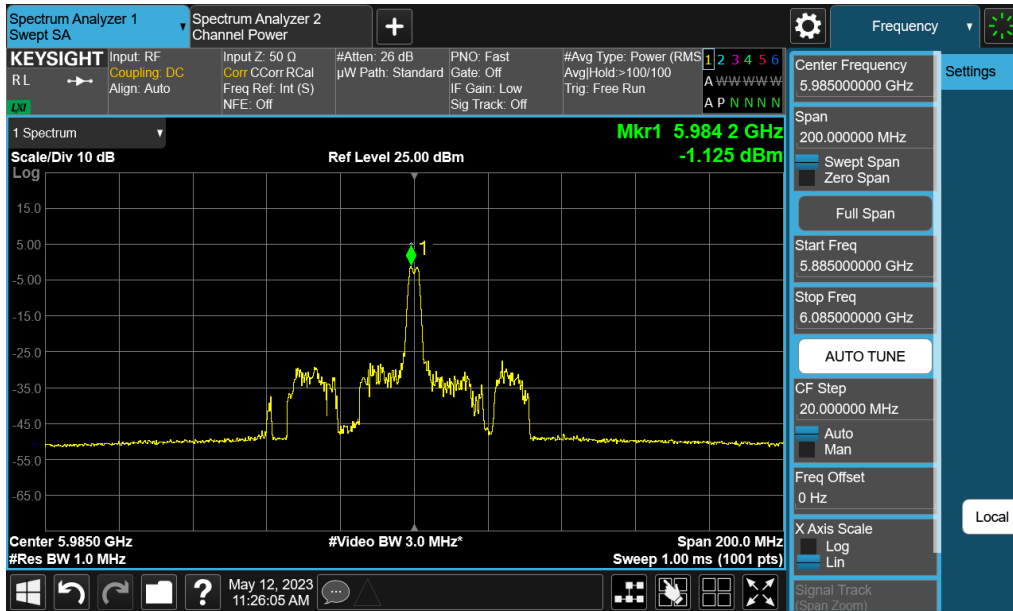 Spectrum Analyzer 1
Swept SA
Spectrum Analyzer 2
Channel Power
Frequency
KEYSIGHT
RL
LXI
Input: RF
Coupling: DC
Align: Auto
Input Z: 50 Ω
Corr CCorr RCal
Freq Ref: Int (S)
NFE: Off
#Atten: 26 dB
µW Path: Standard
PNO: Fast
Gate: Off
IF Gain: Low
Sig Track: Off
#Avg Type: Power (RMS
Avg|Hold:>100/100
Trig: Free Run
1 2 3 4 5 6
A W W W W W
A P N N N N
1 Spectrum
Mkr1 5.984 2 GHz
Scale/Div 10 dB
Ref Level 25.00 dBm
-1.125 dBm
Log
15.0
5.00
1
-5.00
-15.0
-25.0
-35.0
-45.0
-55.0
-65.0
Center 5.9850 GHz
#Video BW 3.0 MHz*
Span 200.0 MHz
#Res BW 1.0 MHz
Sweep 1.00 ms (1001 pts)
?
May 12, 2023
11:26:05 AM
Center Frequency
5.985000000 GHz
Settings
Span
200.000000 MHz
Swept Span
Zero Span
Full Span
Start Freq
5.885000000 GHz
Stop Freq
6.085000000 GHz
AUTO TUNE
CF Step
20.000000 MHz
Auto
Man
Freq Offset
0 Hz
Local
X Axis Scale
Log
Lin
Signal Track
(Span Zoom)